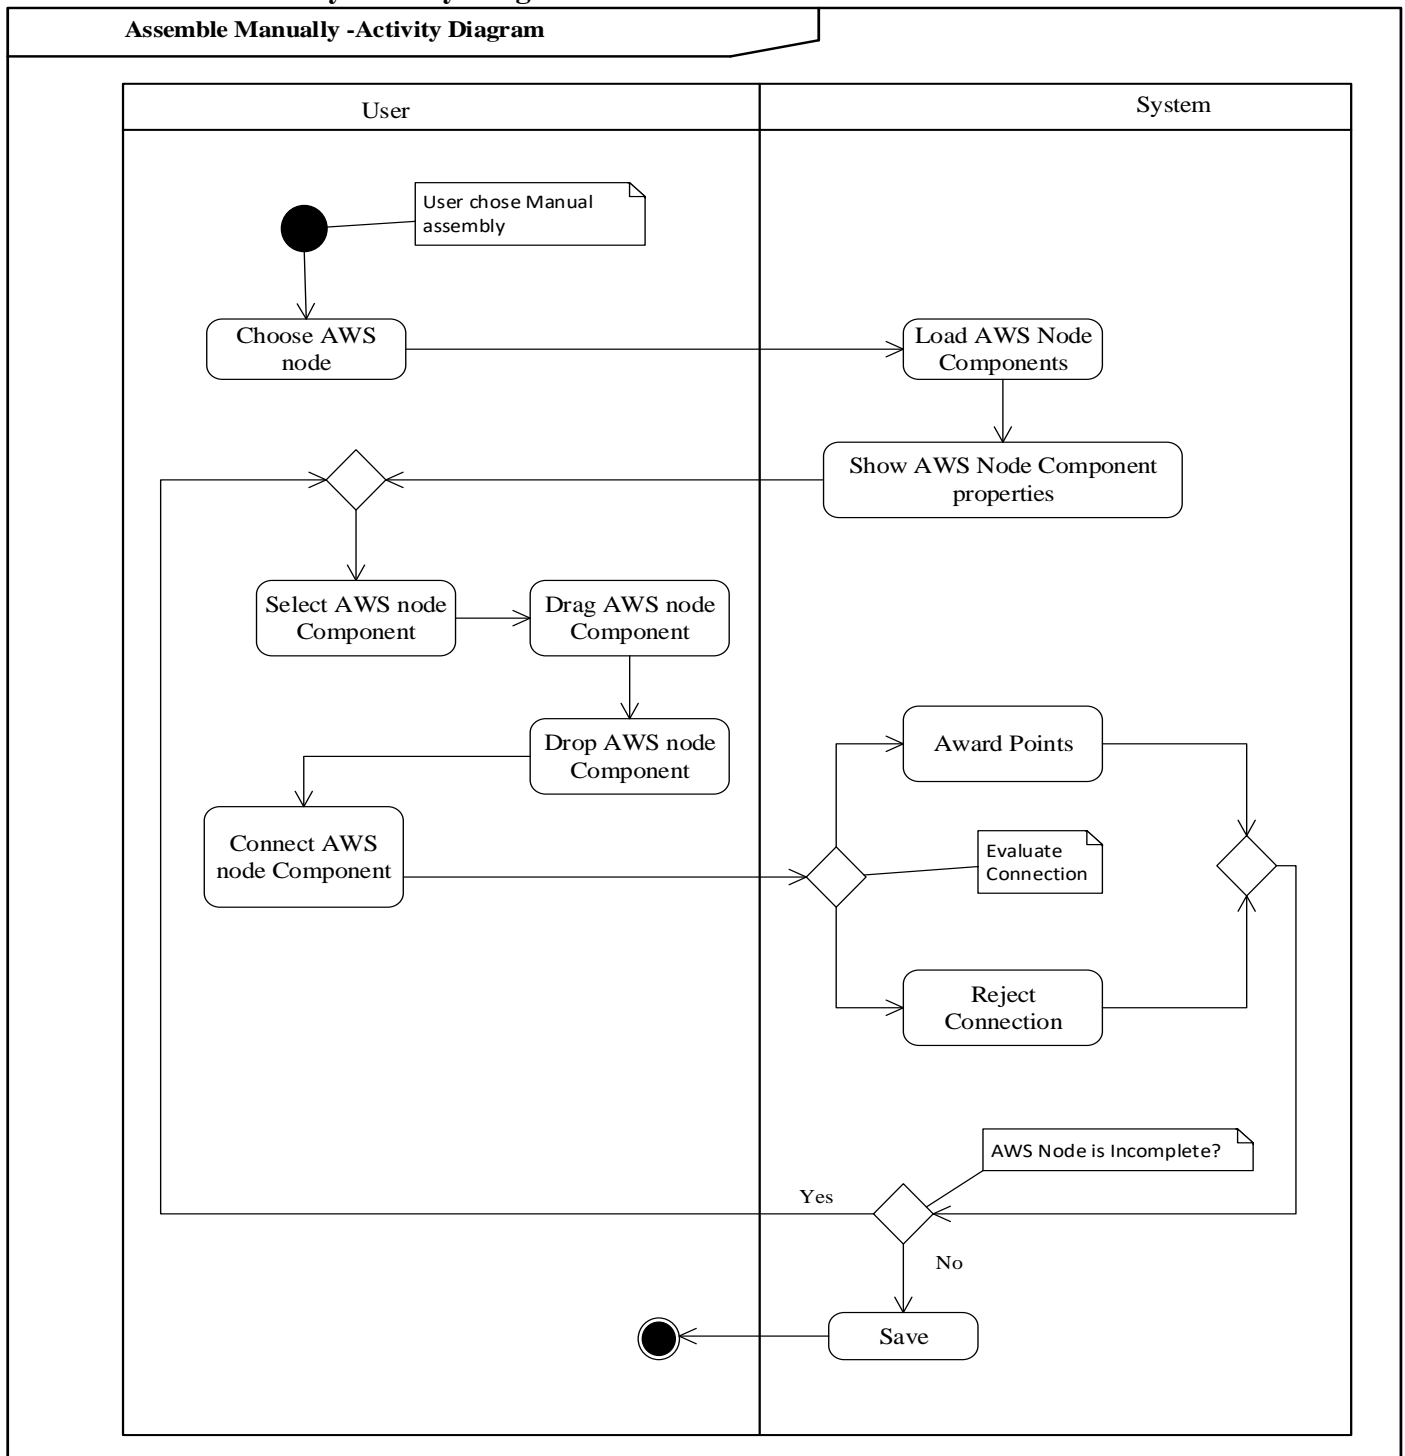 Assemble Manually -Activity Diagram
User
System
User chose Manual
assembly
Choose AWS
node
Load AWS Node
Components
Show AWS Node Component
properties
Select AWS node
Component
Drag AWS node
Component
Drop AWS node
Component
Award Points
Connect AWS
node Component
Evaluate
Connection
Reject
Connection
AWS Node is Incomplete?
Yes
No
Save